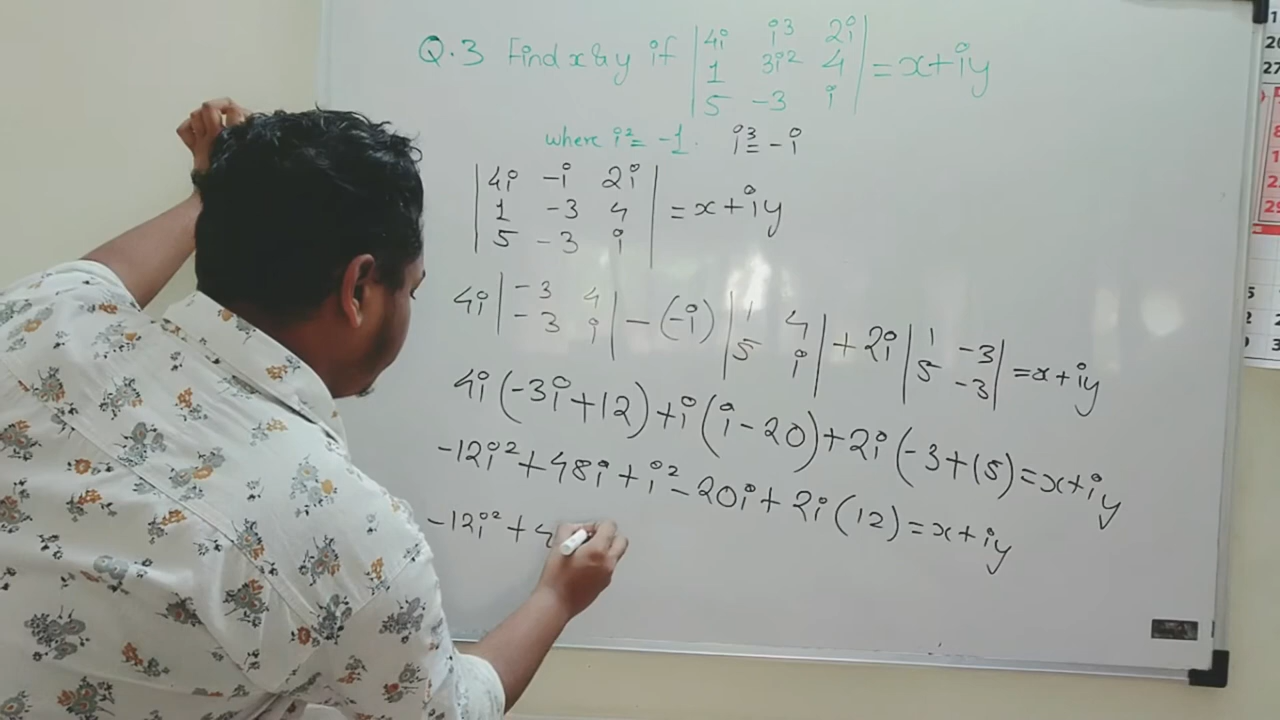 Q.3 Find x & y if | 4i i³ 2i | = x+iy
| 1 3i² 4 |
| 5 -3 i |
where i² = -1. i³ = -i
| 4i -i 2i |
| 1 -3 4 | = x+iy
| 5 -3 i |
4i | -3 4 | - (-i) | 1 4 | + 2i | 1 -3 | = x+iy
| -3 i | | 5 i | | 5 -3 |
4i(-3i+12)+i(i-20)+2i(-3+15)=x+iy
-12i²+48i+i²-20i+2i(12)=x+iy
-12i²+4